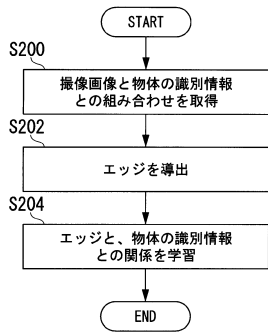 START
S200
撮像画像と物体の識別情報
との組み合わせを取得
S202
エッジを導出
S204
エッジと、物体の識別情報
との関係を学習
END